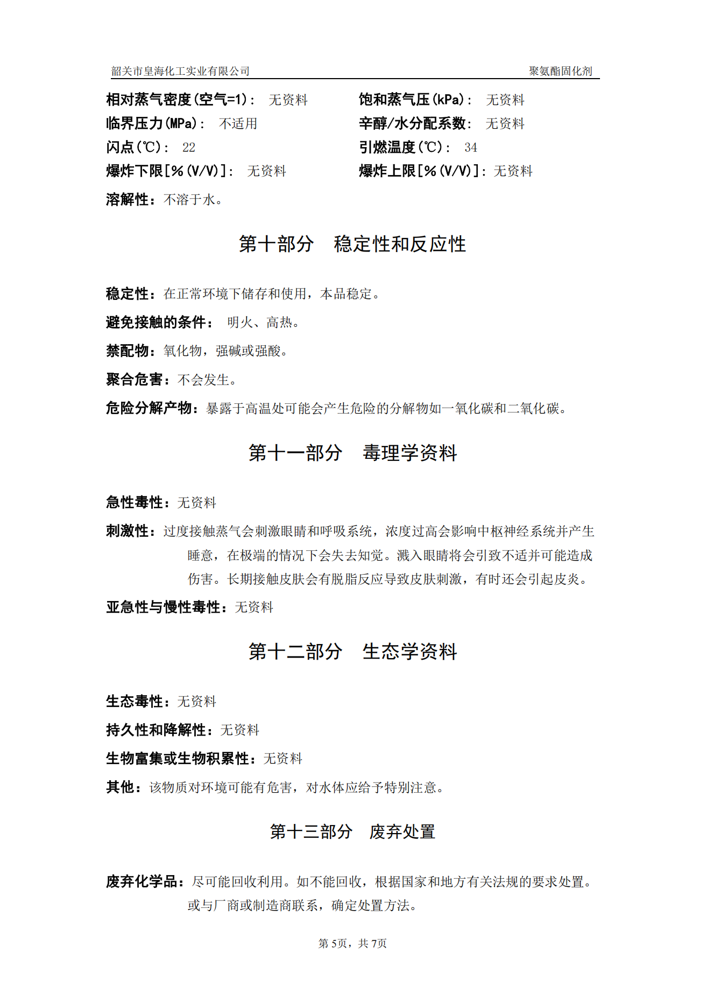 韶关市皇海化工实业有限公司 聚氨酯固化剂
相对蒸气密度(空气=1): 无资料 饱和蒸气压(kPa): 无资料
临界压力(MPa): 不适用 辛醇/水分配系数: 无资料
闪点(℃): 22 引燃温度(℃): 34
爆炸下限[%(V/V)]: 无资料 爆炸上限[%(V/V)]: 无资料
溶解性：不溶于水。
第十部分 稳定性和反应性
稳定性：在正常环境下储存和使用，本品稳定。
避免接触的条件： 明火、高热。
禁配物：氧化物，强碱或强酸。
聚合危害：不会发生。
危险分解产物：暴露于高温处可能会产生危险的分解物如一氧化碳和二氧化碳。
第十一部分 毒理学资料
急性毒性：无资料
刺激性：过度接触蒸气会刺激眼睛和呼吸系统，浓度过高会影响中枢神经系统并产生
睡意，在极端的情况下会失去知觉。溅入眼睛将会引致不适并可能造成
伤害。长期接触皮肤会有脱脂反应导致皮肤刺激，有时还会引起皮炎。
亚急性与慢性毒性：无资料
第十二部分 生态学资料
生态毒性：无资料
持久性和降解性：无资料
生物富集或生物积累性：无资料
其他：该物质对环境可能有危害，对水体应给予特别注意。
第十三部分 废弃处置
废弃化学品：尽可能回收利用。如不能回收，根据国家和地方有关法规的要求处置。
或与厂商或制造商联系，确定处置方法。
第 5页，共 7页